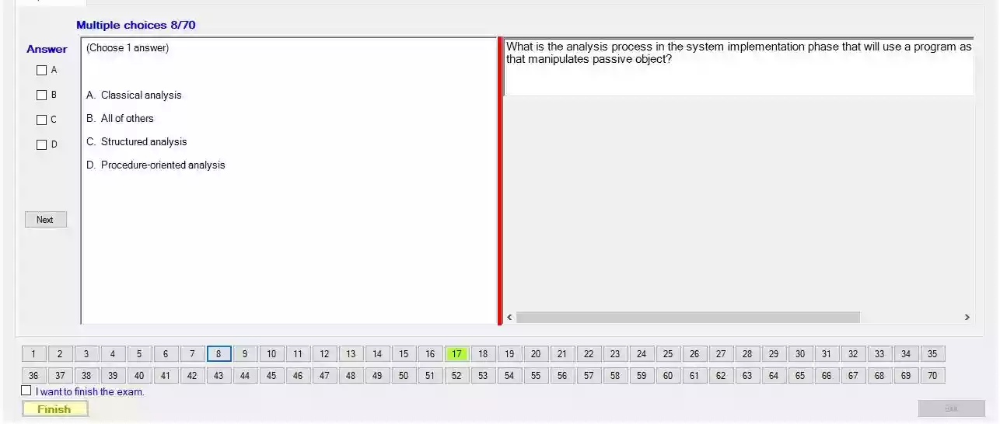 Multiple choices 8/70
Answer
A
B
C
D
Next
(Choose 1 answer)
A. Classical analysis
B. All of others
C. Structured analysis
D. Procedure-oriented analysis
What is the analysis process in the system implementation phase that will use a program as
that manipulates passive object?
1 2 3 4 5 6 7 8 9 10 11 12 13 14 15 16 17 18 19 20 21 22 23 24 25 26 27 28 29 30 31 32 33 34 35
36 37 38 39 40 41 42 43 44 45 46 47 48 49 50 51 52 53 54 55 56 57 58 59 60 61 62 63 64 65 66 67 68 69 70
I want to finish the exam.
Finish
Exit